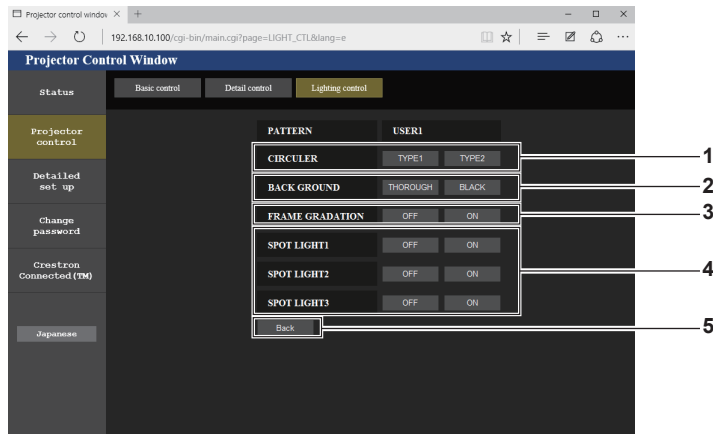 Projector control window
192.168.10.100/cgi-bin/main.cgi?page=LIGHT_CTL&lang=e
Projector Control Window
Status
Basic control
Detail control
Lighting control
Projector
control
Detailed
set up
Change
password
Crestron
Connected(TM)
Japanese
PATTERN USER1
CIRCULER TYPE1 TYPE2 1
BACK GROUND THOROUGH BLACK 2
FRAME GRADATION OFF ON 3
SPOT LIGHT1 OFF ON
SPOT LIGHT2 OFF ON 4
SPOT LIGHT3 OFF ON
Back 5